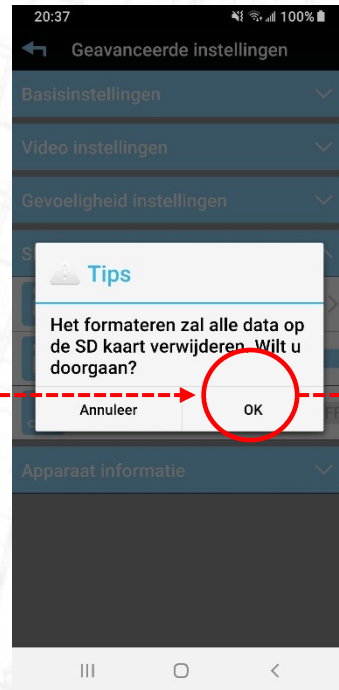 20:37 100%
Geavanceerde instellingen
Basisinstellingen
Video instellingen
Gevoeligheid instellingen
S
Tips
Het formateren zal alle data op
de SD kaart verwijderen. Wilt u
doorgaan?
Annuleer OK
Apparaat informatie